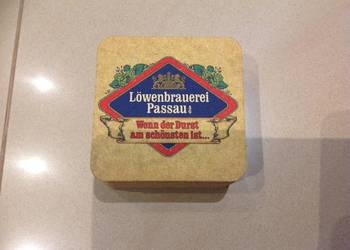 Löwenbrauerei
Passau
Wenn der Durst
am schönsten ist...